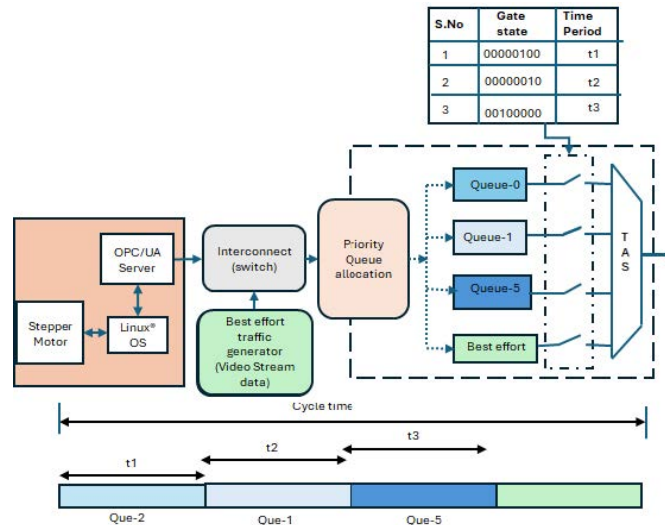 S.No Gate state Time Period
1 00000100 t1
2 00000010 t2
3 00100000 t3
Queue-0
Queue-1
Queue-5
Best effort
T
A
S
Priority
Queue
allocation
Interconnect
(switch)
OPC/UA
Server
Stepper
Motor
Linux®
OS
Best effort
traffic
generator
(Video Stream
data)
Cycle time
t1
t2
t3
Que-2
Que-1
Que-5